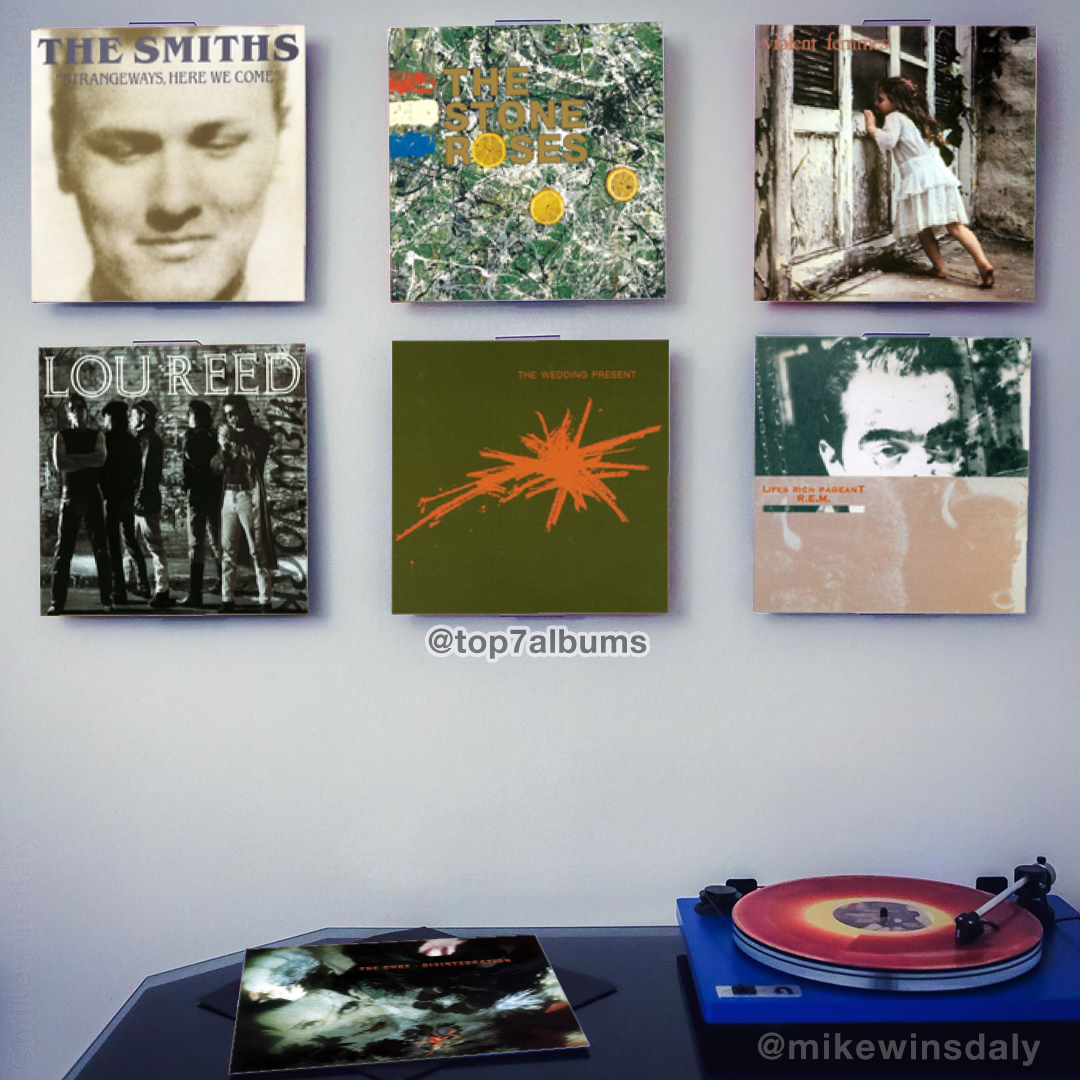 THE SMITHS
"STRANGEWAYS, HERE WE COME"
THE
STONE
ROSES
violent femmes
LOU REED
THE WEDDING PRESENT
LIFES RICH PAGEANT
R.E.M.
@top7albums
THE CURE • DISINTEGRATION
@mikewinsdaly